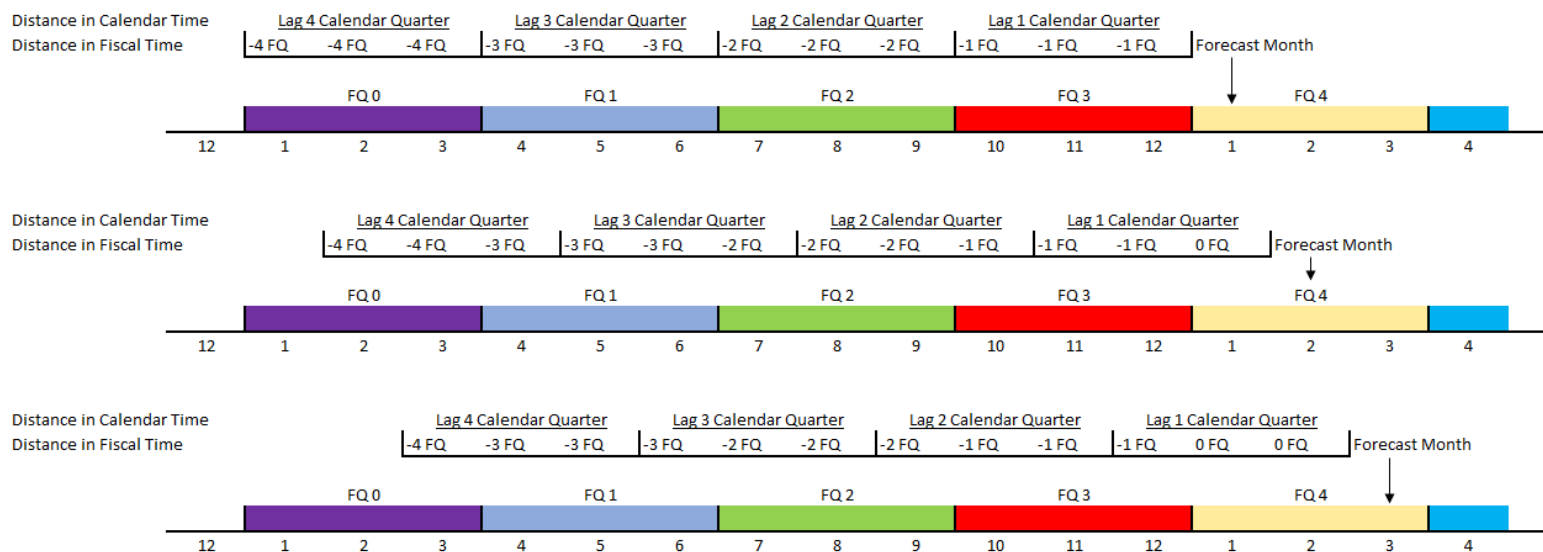 Distance in Calendar Time Lag 4 Calendar Quarter Lag 3 Calendar Quarter Lag 2 Calendar Quarter Lag 1 Calendar Quarter
Distance in Fiscal Time -4 FQ -4 FQ -4 FQ -3 FQ -3 FQ -3 FQ -2 FQ -2 FQ -2 FQ -1 FQ -1 FQ -1 FQ Forecast Month
FQ 0 FQ 1 FQ 2 FQ 3 FQ 4
12 1 2 3 4 5 6 7 8 9 10 11 12 1 2 3 4
Distance in Calendar Time Lag 4 Calendar Quarter Lag 3 Calendar Quarter Lag 2 Calendar Quarter Lag 1 Calendar Quarter
Distance in Fiscal Time -4 FQ -4 FQ -3 FQ -3 FQ -3 FQ -2 FQ -2 FQ -2 FQ -1 FQ -1 FQ -1 FQ 0 FQ Forecast Month
FQ 0 FQ 1 FQ 2 FQ 3 FQ 4
12 1 2 3 4 5 6 7 8 9 10 11 12 1 2 3 4
Distance in Calendar Time Lag 4 Calendar Quarter Lag 3 Calendar Quarter Lag 2 Calendar Quarter Lag 1 Calendar Quarter
Distance in Fiscal Time -4 FQ -3 FQ -3 FQ -3 FQ -2 FQ -2 FQ -2 FQ -1 FQ -1 FQ -1 FQ 0 FQ 0 FQ Forecast Month
FQ 0 FQ 1 FQ 2 FQ 3 FQ 4
12 1 2 3 4 5 6 7 8 9 10 11 12 1 2 3 4